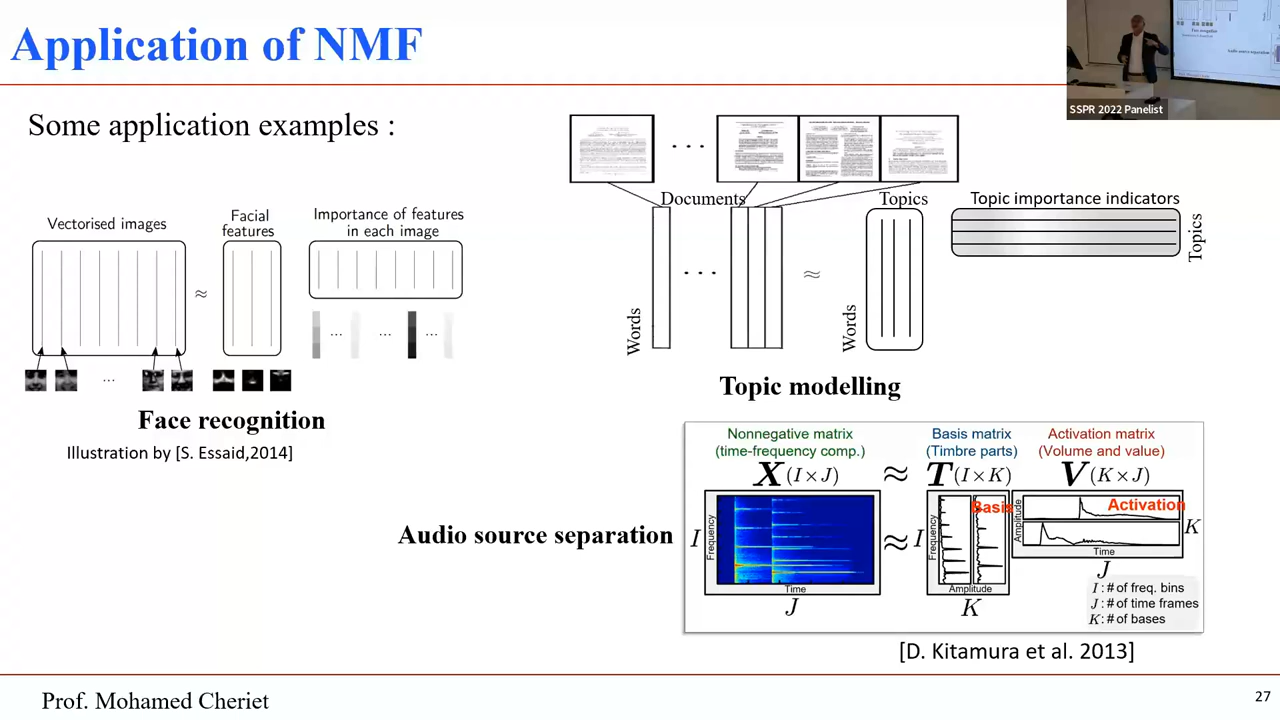 Application of NMF
SSPR 2022 Panelist
Some application examples :
Vectorised images
Facial
features
Importance of features
in each image
≈
...
...
...
...
Face recognition
Illustration by [S. Essaid,2014]
...
Documents
Topics
Topic importance indicators
Topics
...
≈
Words
Words
Topic modelling
Audio source separation
Nonnegative matrix
(time-frequency comp.)
Basis matrix
(Timbre parts)
Activation matrix
(Volume and value)
X (I × J) ≈ T (I × K) V (K × J)
I
Frequency
Time
J
≈
I
Frequency
Basis
Amplitude
K
Amplitude
Activation
Time
K
J
I : # of freq. bins
J : # of time frames
K : # of bases
[D. Kitamura et al. 2013]
Prof. Mohamed Cheriet
27